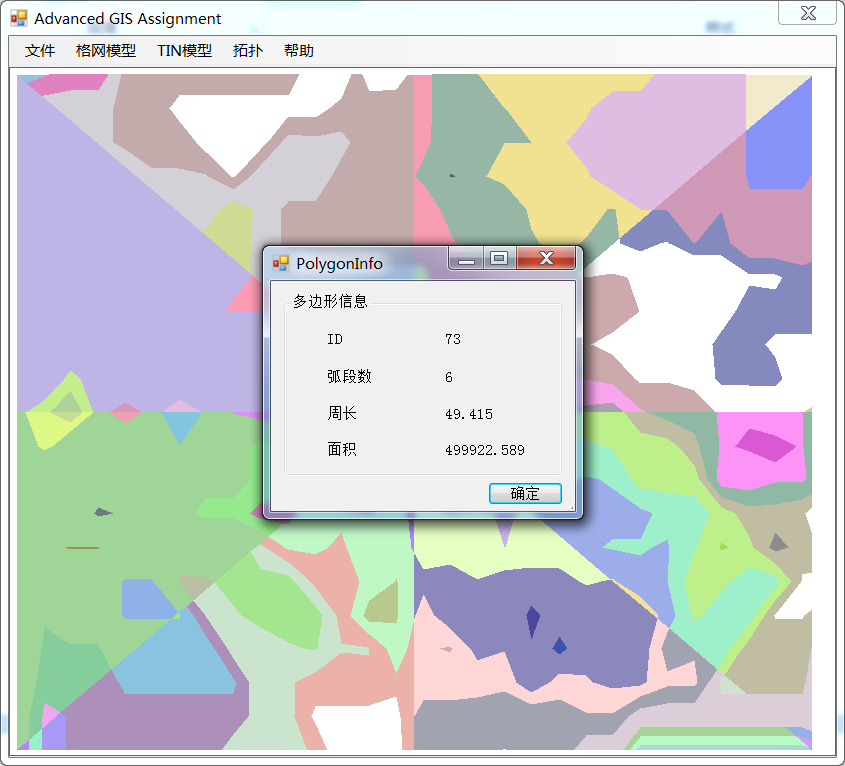 Advanced GIS Assignment
文件 格网模型 TIN模型 拓扑 帮助
PolygonInfo
多边形信息
ID 73
弧段数 6
周长 49.415
面积 499922.589
确定